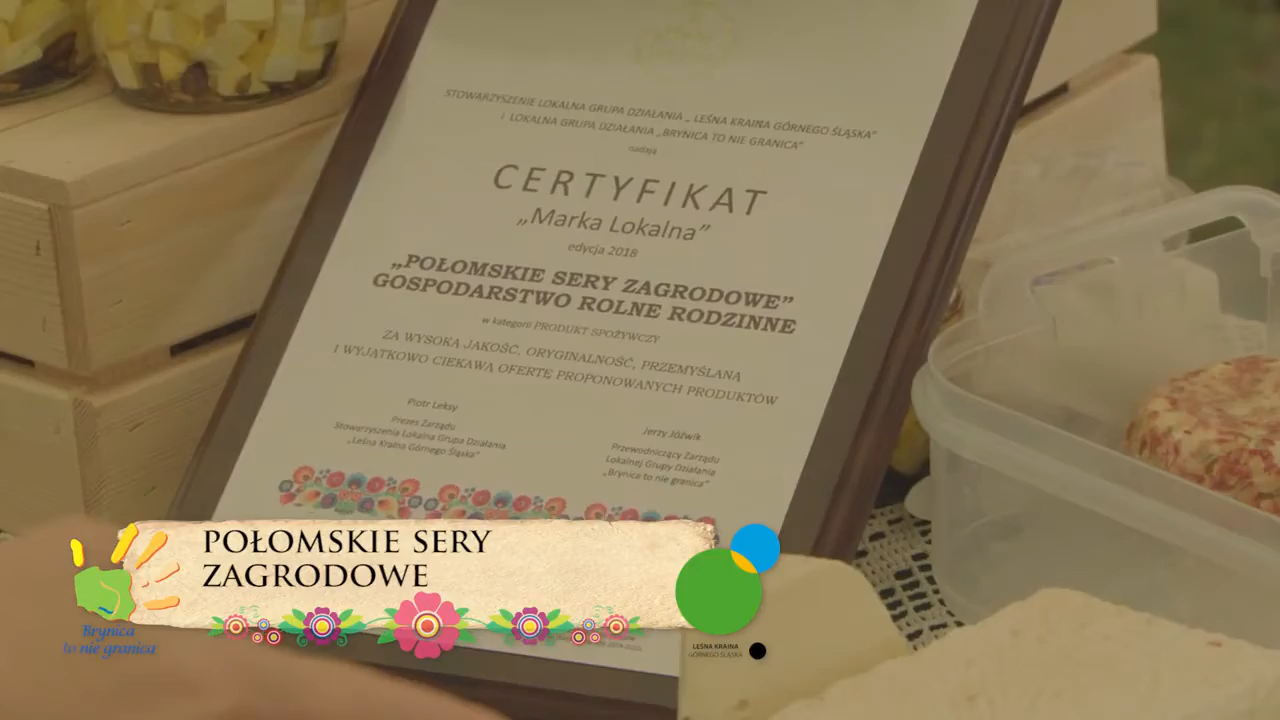 STOWARZYSZENIE LOKALNA GRUPA DZIAŁANIA „ LEŚNA KRAINA GÓRNEGO ŚLĄSKA”
i LOKALNA GRUPA DZIAŁANIA „BRYNICA TO NIE GRANICA”
nadają
CERTYFIKAT
„Marka Lokalna”
edycja 2018
„POŁOMSKIE SERY ZAGRODOWE”
GOSPODARSTWO ROLNE RODZINNE
w kategorii PRODUKT SPOŻYWCZY
ZA WYSOKĄ JAKOŚĆ, ORYGINALNOŚĆ, PRZEMYŚLANĄ
I WYJĄTKOWO CIEKAWĄ OFERTĘ PROPONOWANYCH PRODUKTÓW
Piotr Leksy
Prezes Zarządu
Stowarzyszenia Lokalna Grupa Działania
„Leśna Kraina Górnego Śląska”
Jerzy Jóźwik
Przewodniczący Zarządu
Lokalnej Grupy Działania
„Brynica to nie granica”
POŁOMSKIE SERY
ZAGRODOWE
Brynica
to nie granica
LEŚNA KRAINA
GÓRNEGO ŚLĄSKA